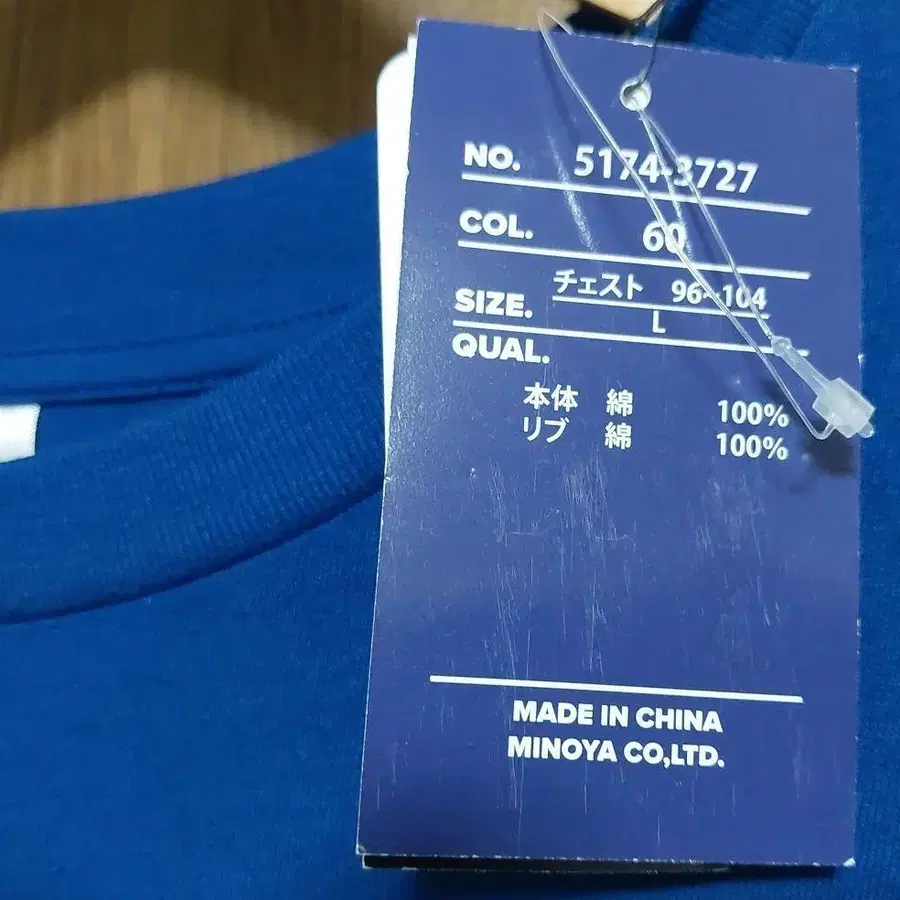 NO. 5174-3727
COL. 60
SIZE. チェスト 96~104
L
QUAL.
本体 綿 100%
リブ 綿 100%
MADE IN CHINA
MINOYA CO,LTD.